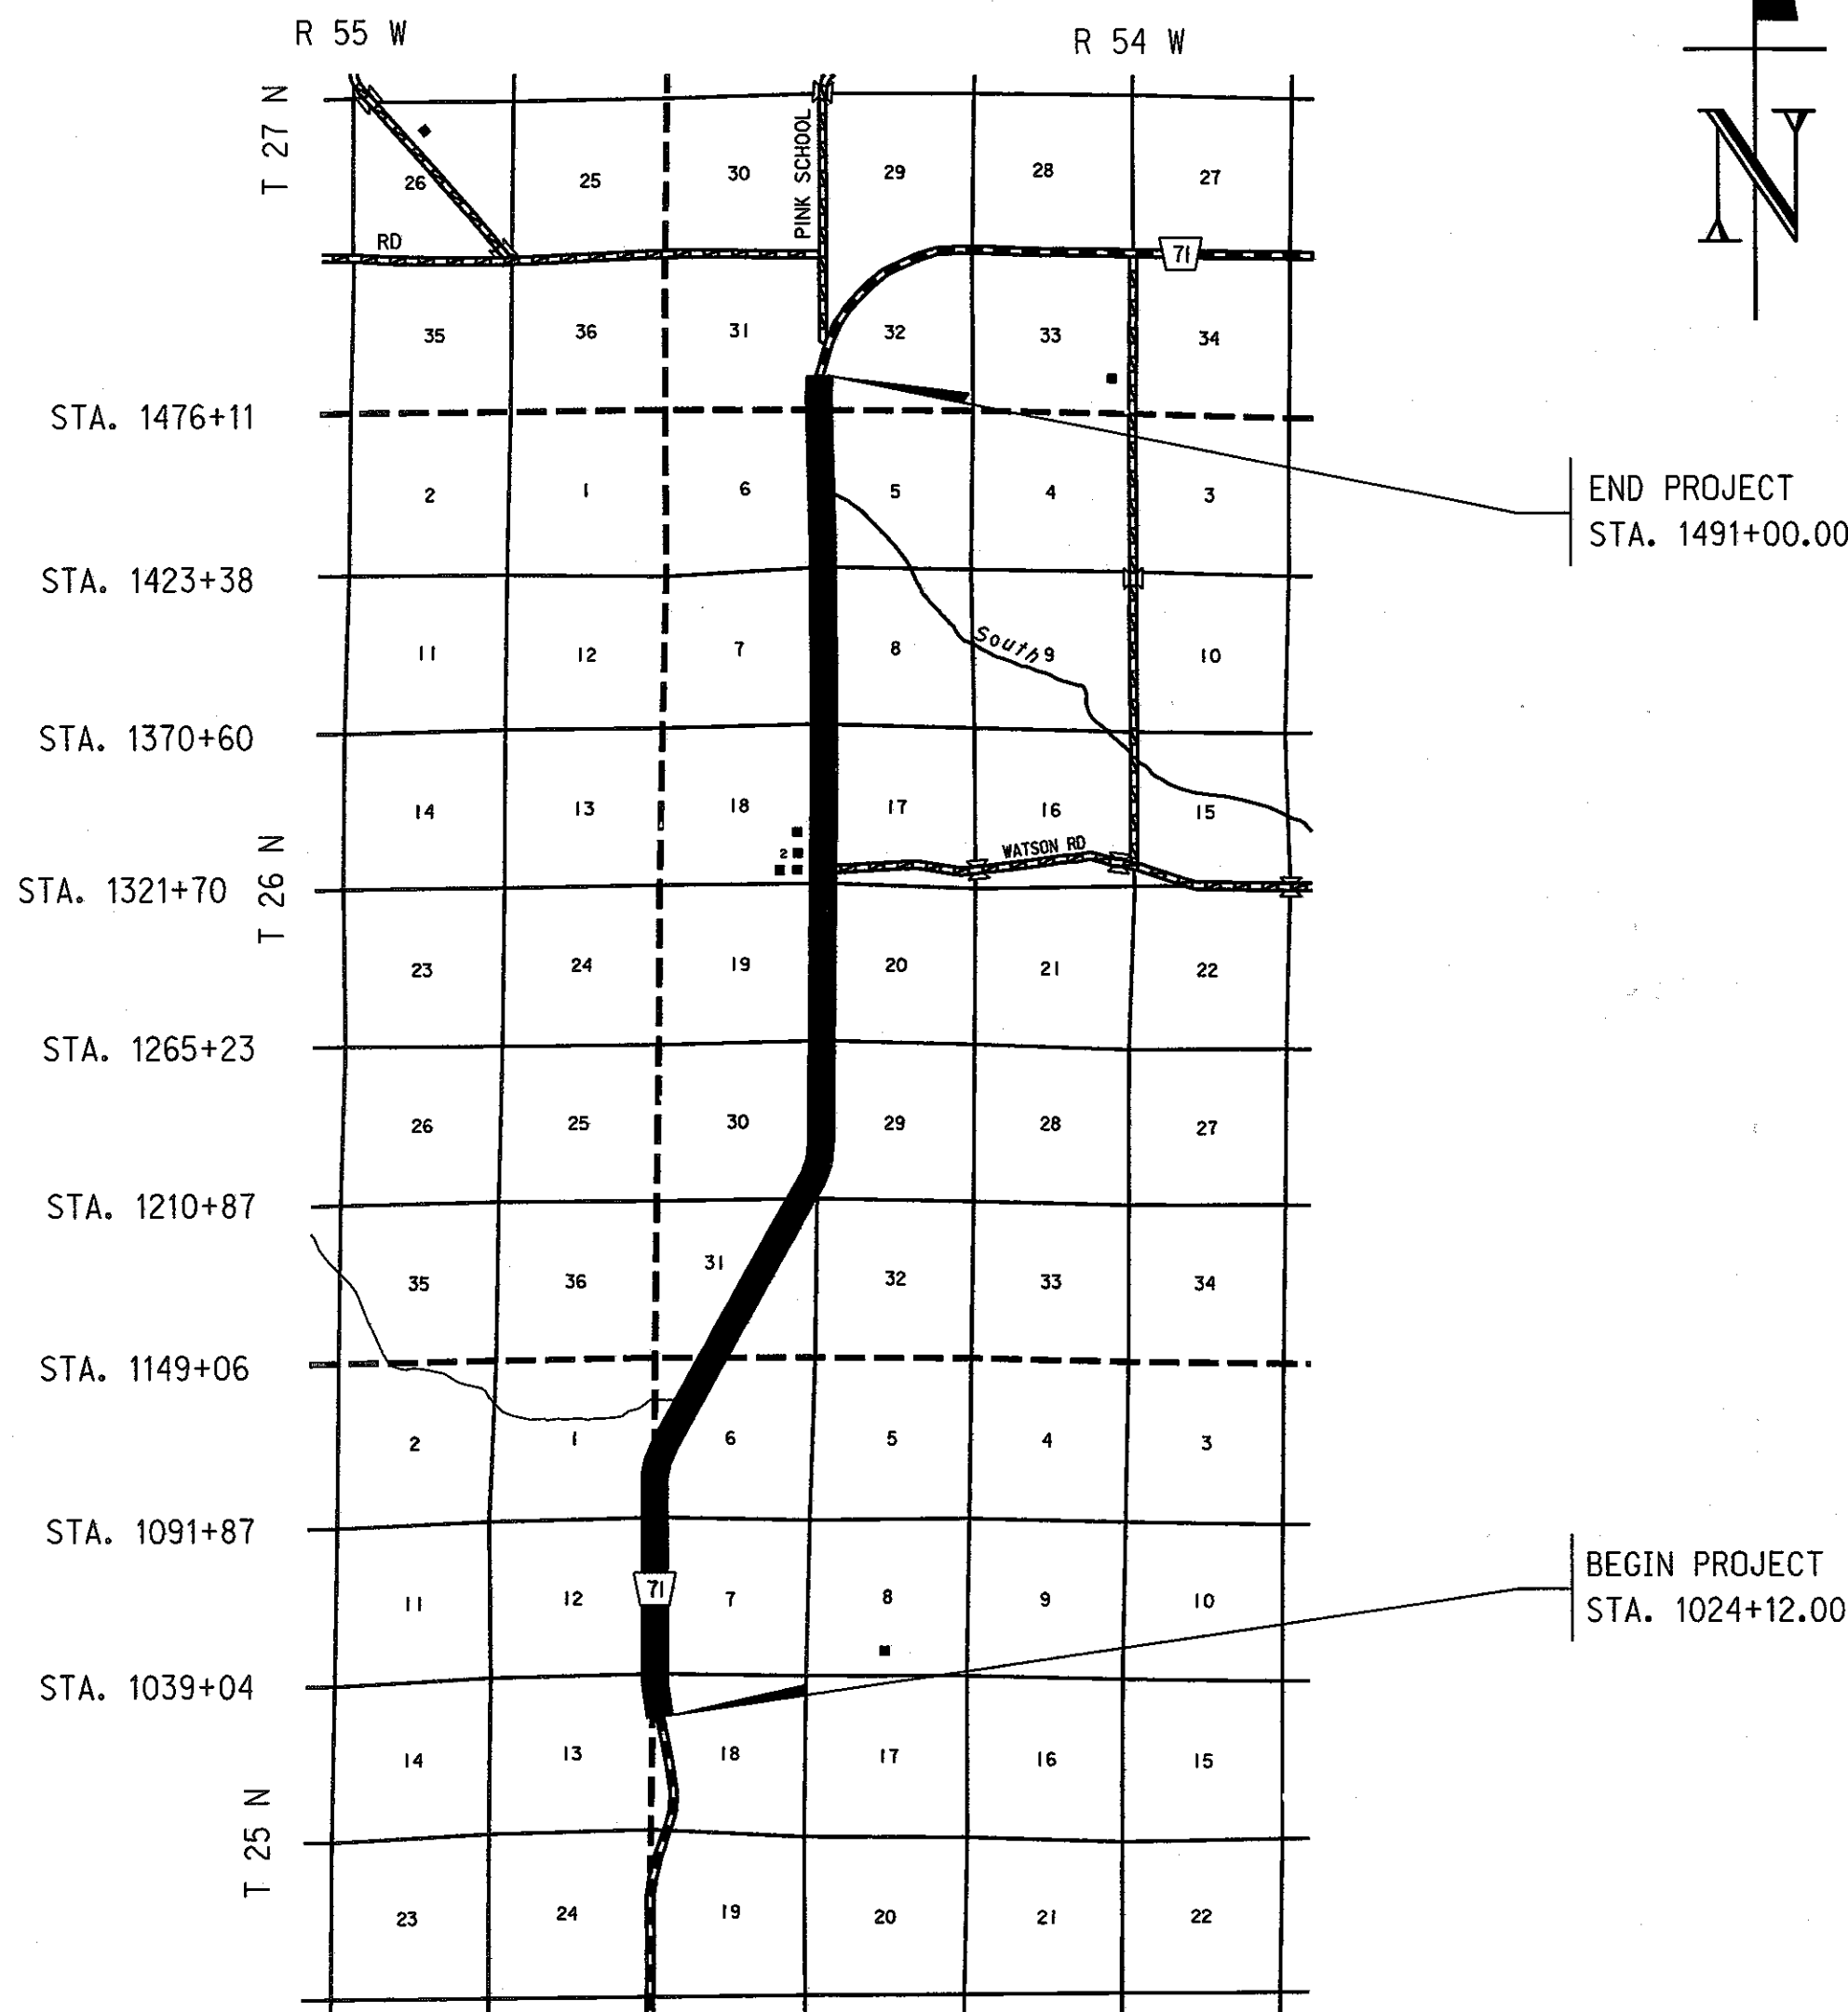 R 55 W
R 54 W
N
T 27 N
PINK SCHOOL
26 25 30 29 28 27
RD
71
35 36 31 32 33 34
STA. 1476+11
2 1 6 5 4 3
END PROJECT
STA. 1491+00.00
STA. 1423+38
11 12 7 8 South 9 10
STA. 1370+60
14 13 18 17 16 15
2
WATSON RD
STA. 1321+70
T 26 N
23 24 19 20 21 22
STA. 1265+23
26 25 30 29 28 27
STA. 1210+87
35 36 31 32 33 34
STA. 1149+06
2 1 6 5 4 3
STA. 1091+87
BEGIN PROJECT
STA. 1024+12.00
71
11 12 7 8 9 10
STA. 1039+04
14 13 18 17 16 15
T 25 N
23 24 19 20 21 22